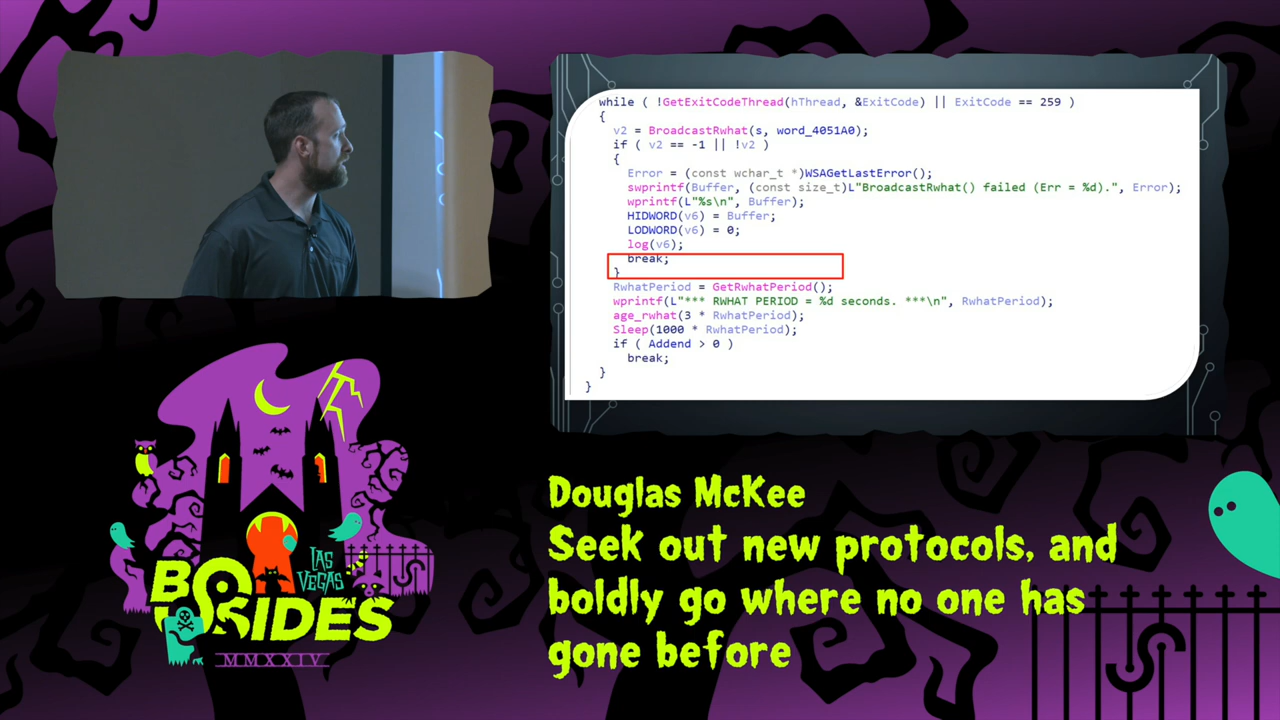 while ( !GetExitCodeThread(hThread, &ExitCode) || ExitCode == 259 )
{
v2 = BroadcastRwhat(s, word_4051A0);
if ( v2 == -1 || !v2 )
{
Error = (const wchar_t *)WSAGetLastError();
swprintf(Buffer, (const size_t)L"BroadcastRwhat() failed (Err = %d).", Error);
wprintf(L"%s\n", Buffer);
HIDWORD(v6) = Buffer;
LODWORD(v6) = 0;
log(v6);
break;
}
RwhatPeriod = GetRwhatPeriod();
wprintf(L"*** RWHAT PERIOD = %d seconds. ***\n", RwhatPeriod);
age_rwhat(3 * RwhatPeriod);
Sleep(1000 * RwhatPeriod);
if ( Addend > 0 )
break;
}
}
LAS
VEGAS
BSIDES
MMXXIV
Douglas McKee
Seek out new protocols, and
boldly go where no one has
gone before